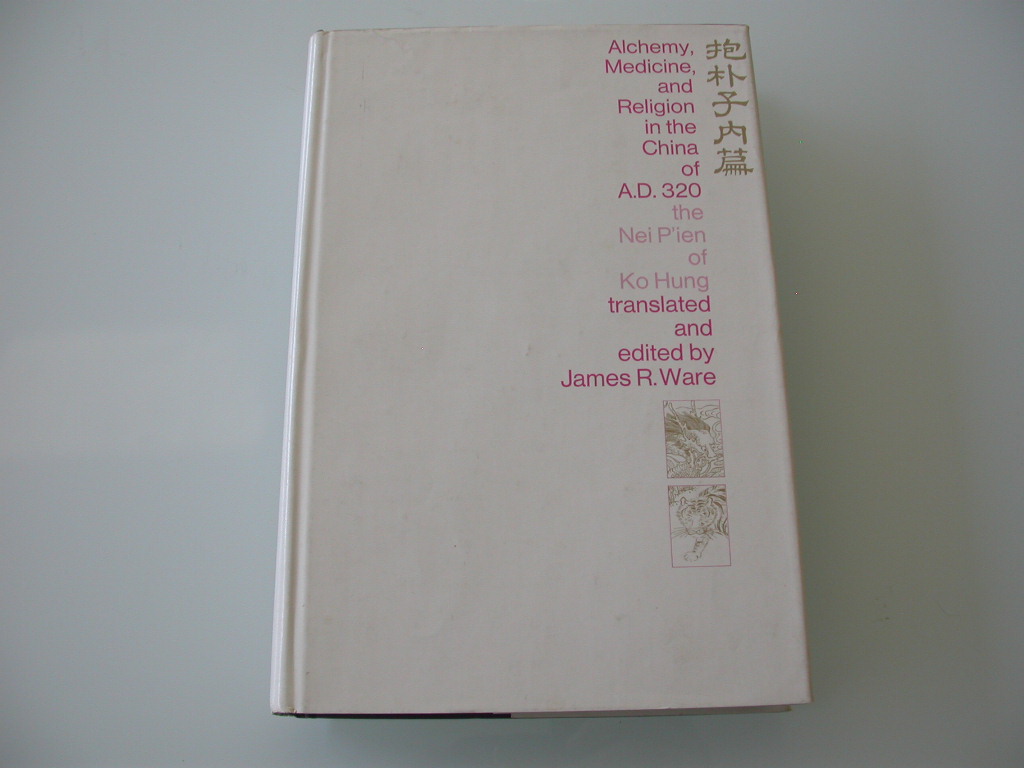 Alchemy,
Medicine,
and
Religion
in the
China
of
A.D. 320
the
Nei P'ien
of
Ko Hung
translated
and
edited by
James R. Ware
抱朴子内篇